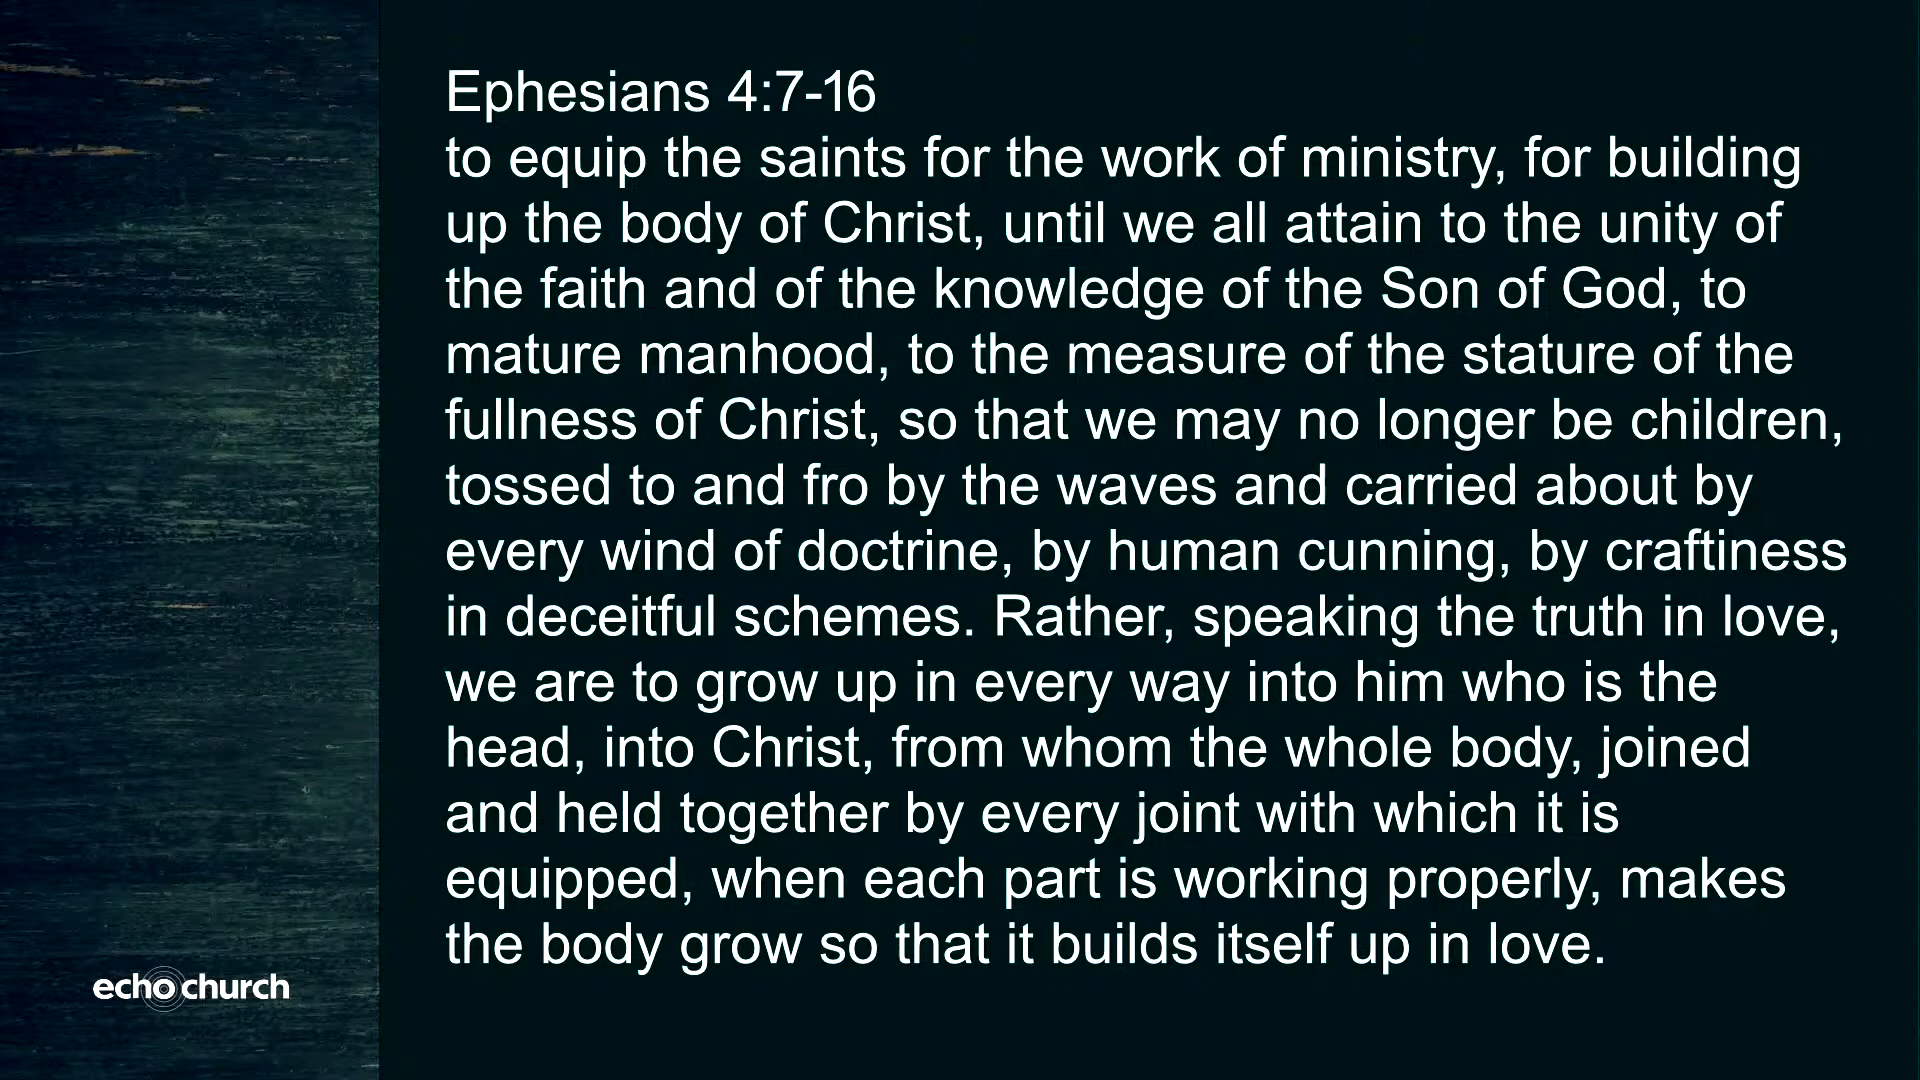 Ephesians 4:7-16
to equip the saints for the work of ministry, for building
up the body of Christ, until we all attain to the unity of
the faith and of the knowledge of the Son of God, to
mature manhood, to the measure of the stature of the
fullness of Christ, so that we may no longer be children,
tossed to and fro by the waves and carried about by
every wind of doctrine, by human cunning, by craftiness
in deceitful schemes. Rather, speaking the truth in love,
we are to grow up in every way into him who is the
head, into Christ, from whom the whole body, joined
and held together by every joint with which it is
equipped, when each part is working properly, makes
the body grow so that it builds itself up in love.
echo church